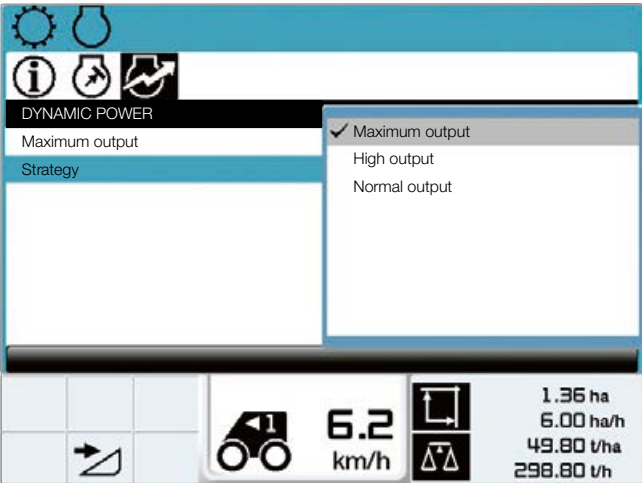 DYNAMIC POWER
Maximum output
Strategy
Maximum output
High output
Normal output
1
6.2
km/h
1.36 ha
6.00 ha/h
49.80 t/ha
298.80 t/h